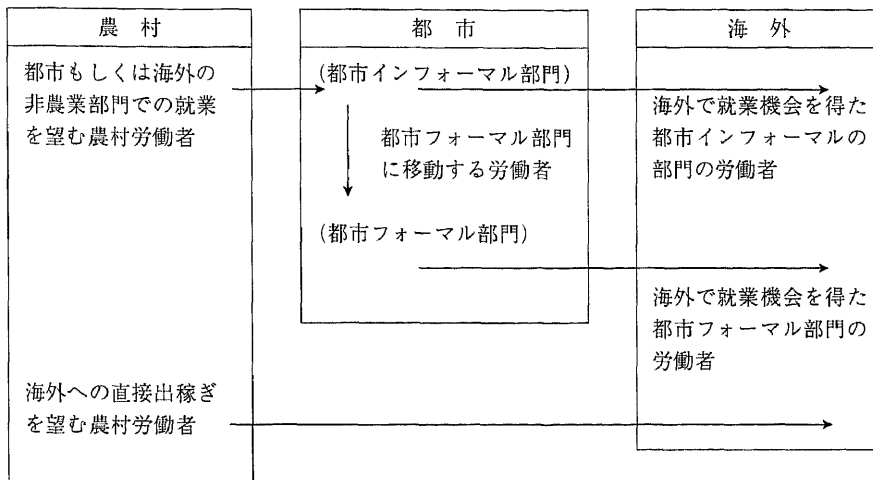 農 村
都市もしくは海外の
非農業部門での就業
を望む農村労働者
海外への直接出稼ぎ
を望む農村労働者
都 市
(都市インフォーマル部門)
都市フォーマル部門
に移動する労働者
(都市フォーマル部門)
海 外
海外で就業機会を得た
都市インフォーマルの
部門の労働者
海外で就業機会を得た
都市フォーマル部門の
労働者